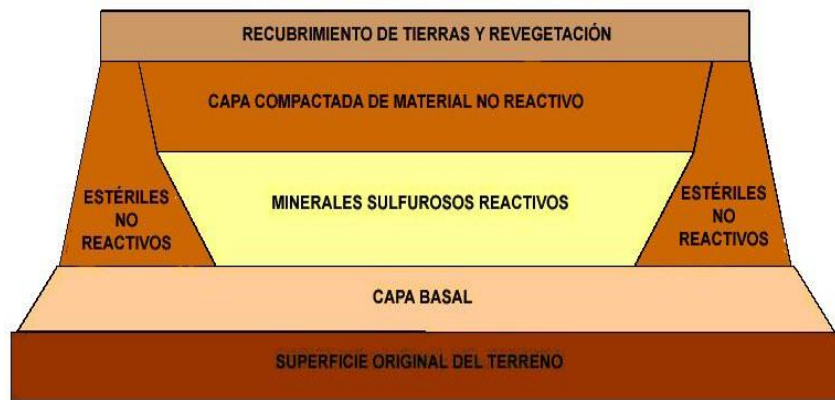 RECUBRIMIENTO DE TIERRAS Y REVEGETACIÓN
CAPA COMPACTADA DE MATERIAL NO REACTIVO
ESTÉRILES
NO
REACTIVOS
MINERALES SULFUROSOS REACTIVOS
ESTÉRILES
NO
REACTIVOS
CAPA BASAL
SUPERFICIE ORIGINAL DEL TERRENO